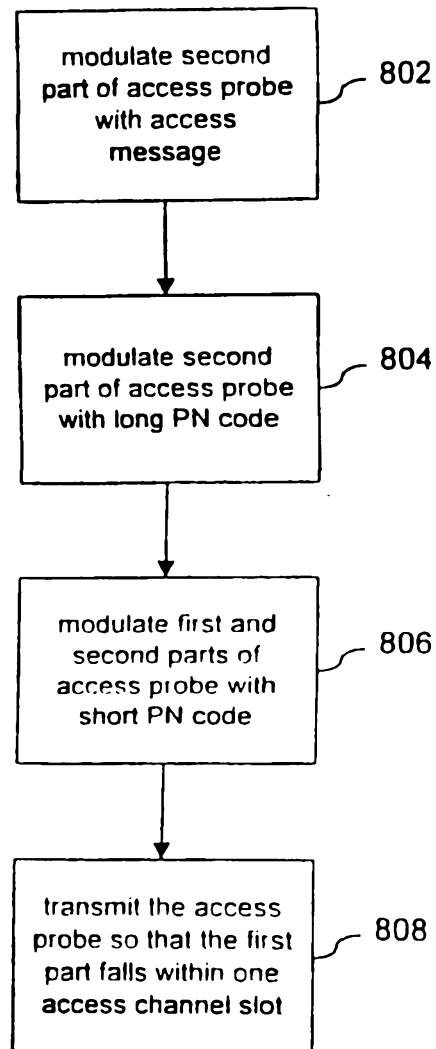 modulate second
part of access probe
with access
message
802
modulate second
part of access probe
with long PN code
804
modulate first and
second parts of
access probe with
short PN code
806
transmit the access
probe so that the first
part falls within one
access channel slot
808